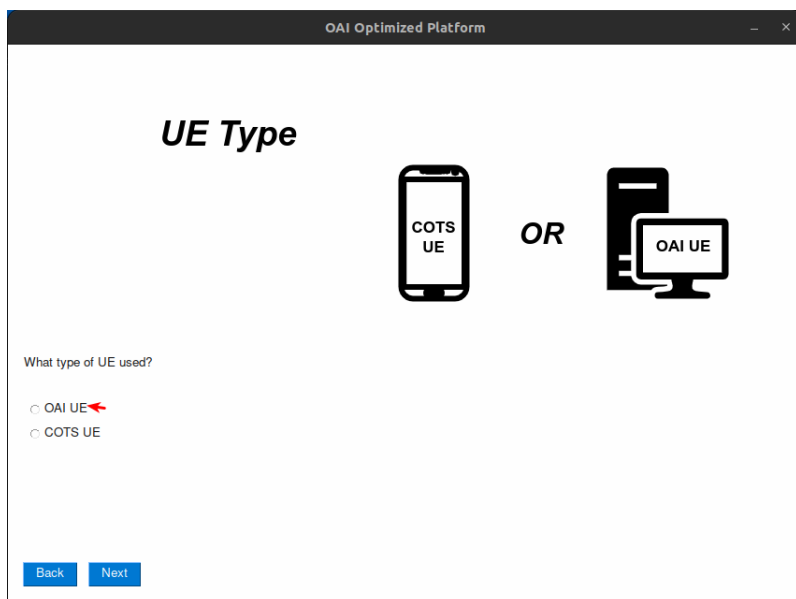 OAI Optimized Platform
UE Type
COTS
UE
OR
OAI UE
What type of UE used?
OAI UE
COTS UE
Back
Next